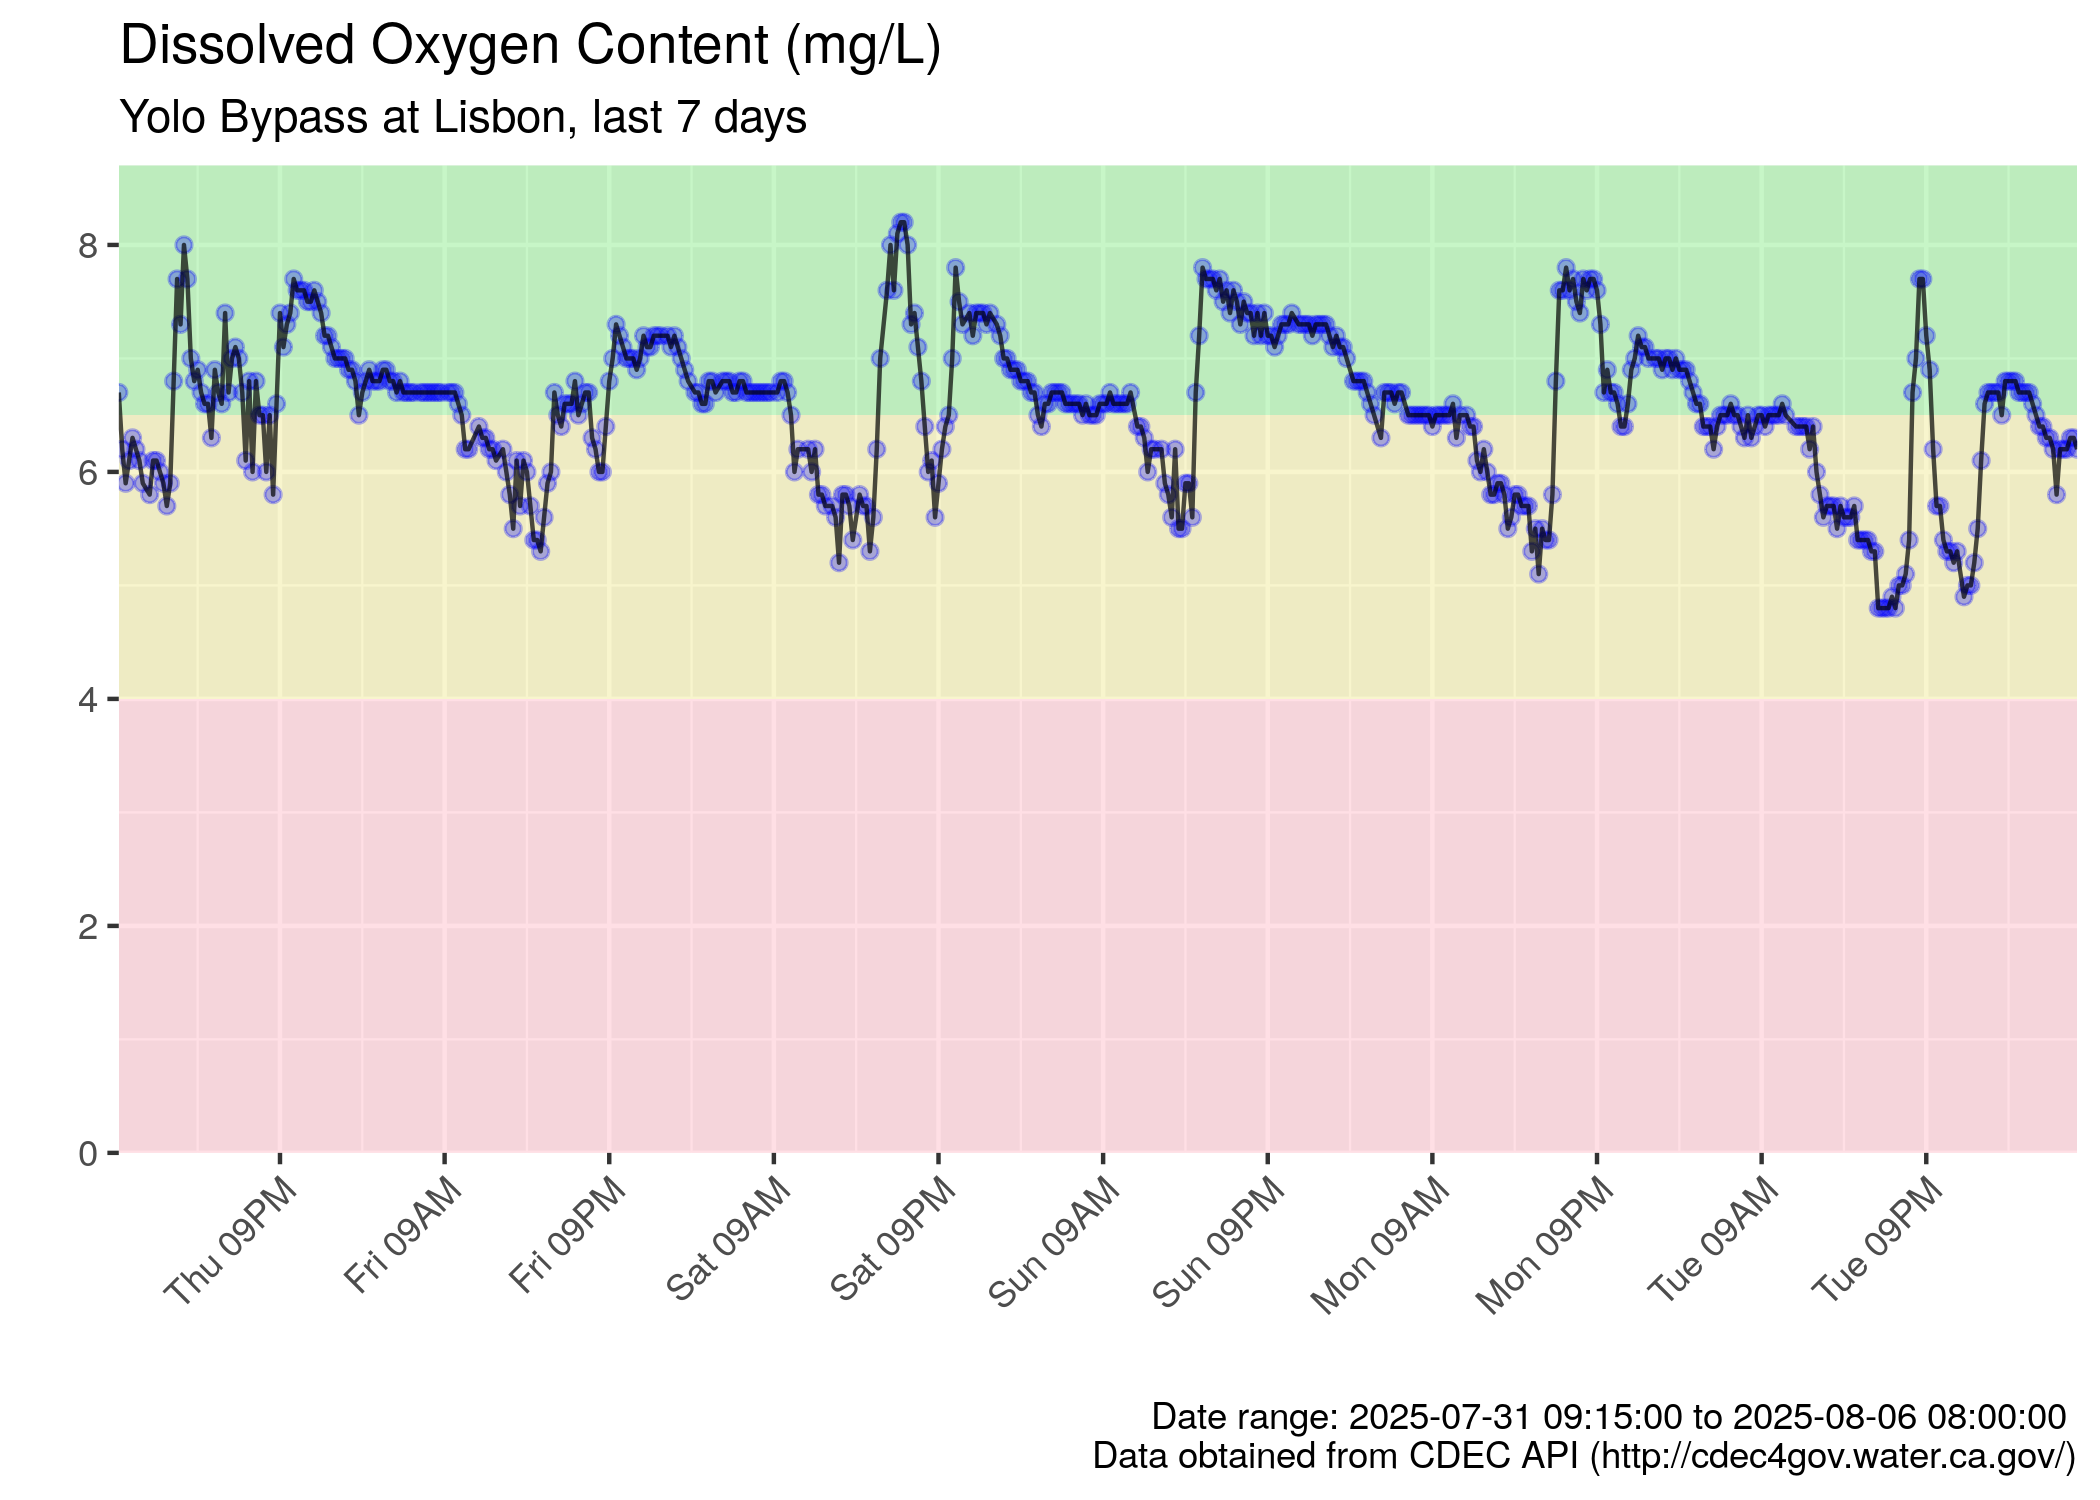 Dissolved Oxygen Content (mg/L)
Yolo Bypass at Lisbon, last 7 days
8
6
4
2
0
Thu 09PM
Fri 09AM
Fri 09PM
Sat 09AM
Sat 09PM
Sun 09AM
Sun 09PM
Mon 09AM
Mon 09PM
Tue 09AM
Tue 09PM
Date range: 2025-07-31 09:15:00 to 2025-08-06 08:00:00
Data obtained from CDEC API (http://cdec4gov.water.ca.gov/)